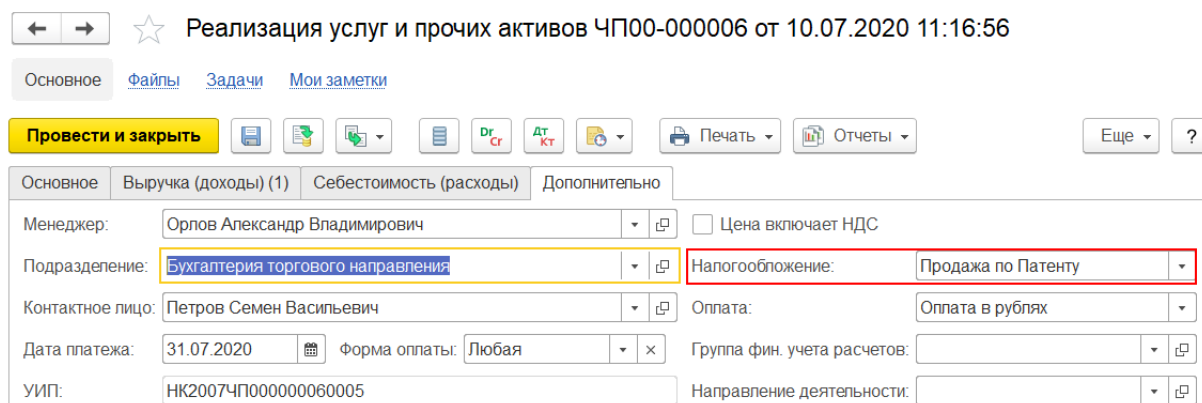 Реализация услуг и прочих активов ЧП00-000006 от 10.07.2020 11:16:56
Основное Файлы Задачи Мои заметки
Провести и закрыть Dr Cr Дт Кт Печать Отчеты Еще ?
Основное Выручка (доходы) (1) Себестоимость (расходы) Дополнительно
Менеджер: Орлов Александр Владимирович Цена включает НДС
Подразделение: Бухгалтерия торгового направления Налогообложение: Продажа по Патенту
Контактное лицо: Петров Семен Васильевич Оплата: Оплата в рублях
Дата платежа: 31.07.2020 Форма оплаты: Любая Группа фин. учета расчетов:
УИП: НК2007ЧП000000060005 Направление деятельности: